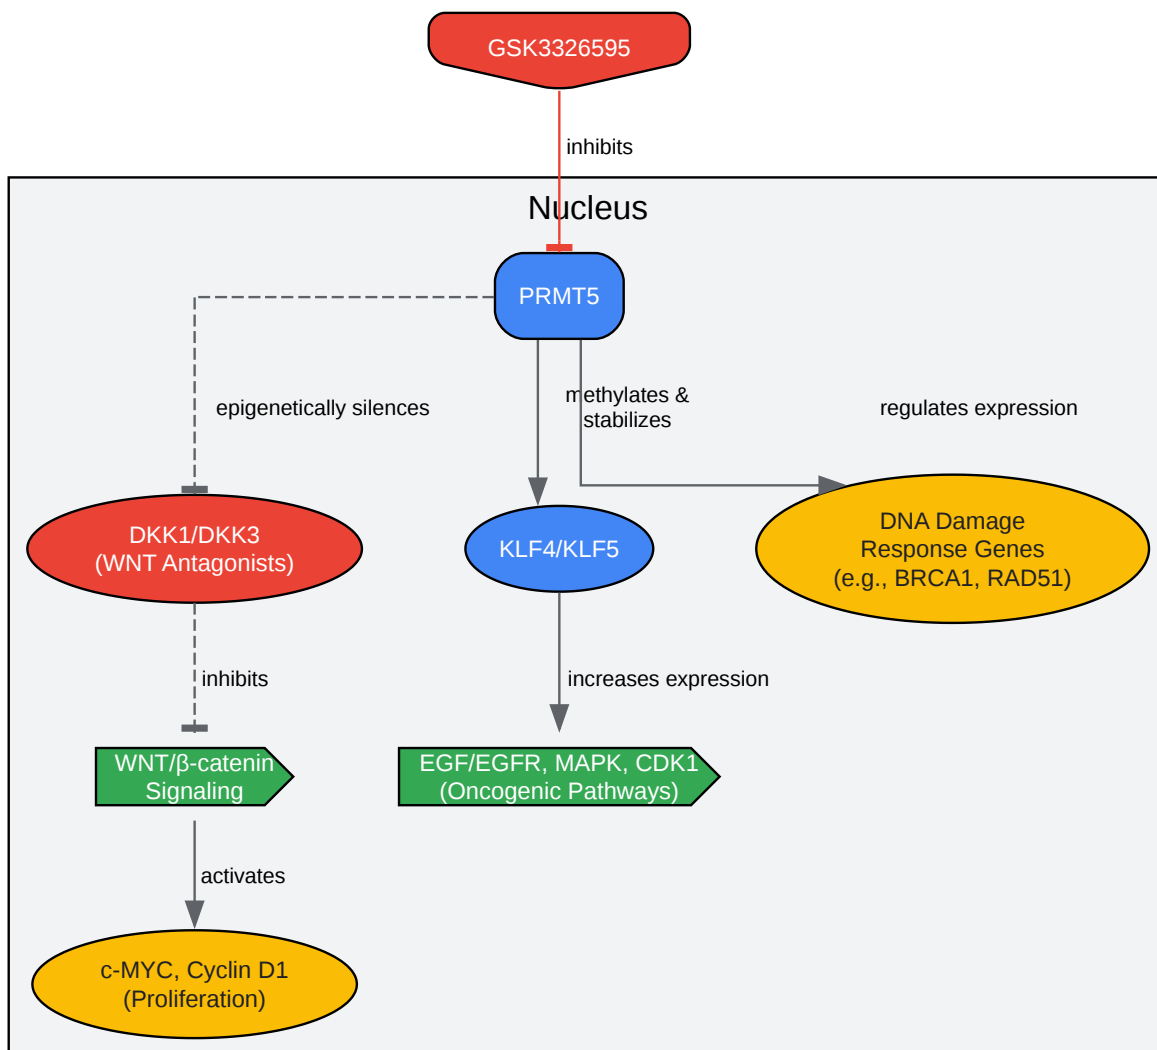 GSK3326595
inhibits
Nucleus
PRMT5
epigenetically silences
methylates &
stabilizes
regulates expression
DKK1/DKK3
(WNT Antagonists)
KLF4/KLF5
DNA Damage
Response Genes
(e.g., BRCA1, RAD51)
inhibits
increases expression
WNT/β-catenin
Signaling
EGF/EGFR, MAPK, CDK1
(Oncogenic Pathways)
activates
c-MYC, Cyclin D1
(Proliferation)